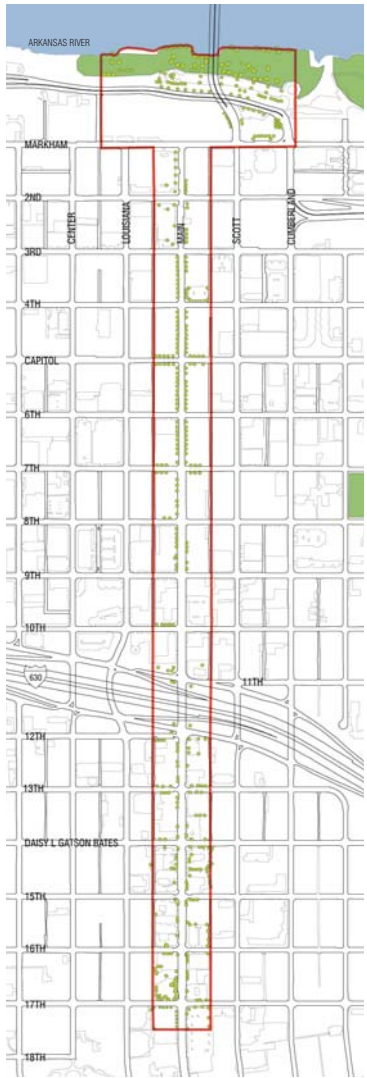 ARKANSAS RIVER
MARKHAM
2ND
CENTER
LOUISIANA
MAIN
SCOTT
CUMBERLAND
3RD
4TH
CAPITOL
6TH
7TH
8TH
9TH
10TH
630
11TH
12TH
13TH
DAISY L GATSON BATES
15TH
16TH
17TH
18TH